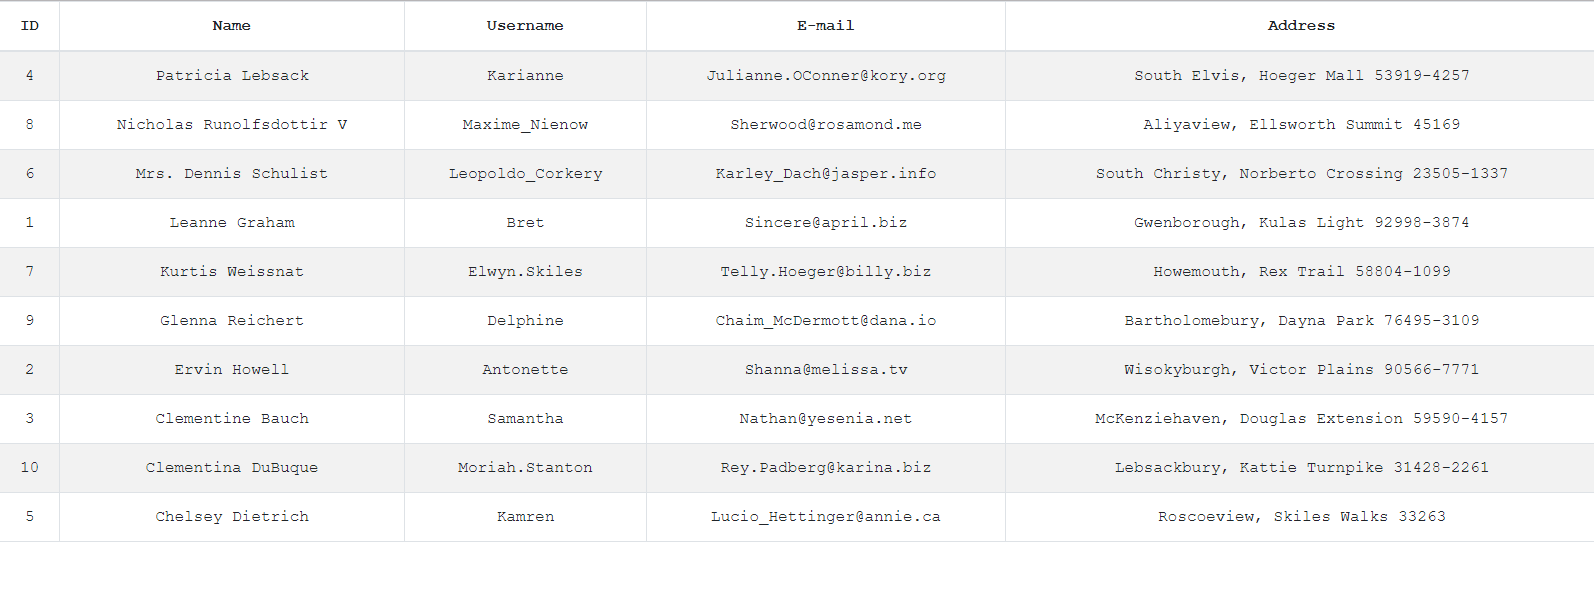 ID Name Username E-mail Address
4 Patricia Lebsack Karianne Julianne.OConner@kory.org South Elvis, Hoeger Mall 53919-4257
8 Nicholas Runolfsdottir V Maxime_Nienow Sherwood@rosamond.me Aliyaview, Ellsworth Summit 45169
6 Mrs. Dennis Schulist Leopoldo_Corkery Karley_Dach@jasper.info South Christy, Norberto Crossing 23505-1337
1 Leanne Graham Bret Sincere@april.biz Gwenborough, Kulas Light 92998-3874
7 Kurtis Weissnat Elwyn.Skiles Telly.Hoeger@billy.biz Howemouth, Rex Trail 58804-1099
9 Glenna Reichert Delphine Chaim_McDermott@dana.io Bartholomebury, Dayna Park 76495-3109
2 Ervin Howell Antonette Shanna@melissa.tv Wisokyburgh, Victor Plains 90566-7771
3 Clementine Bauch Samantha Nathan@yesenia.net McKenziehaven, Douglas Extension 59590-4157
10 Clementina DuBuque Moriah.Stanton Rey.Padberg@karina.biz Lebsackbury, Kattie Turnpike 31428-2261
5 Chelsey Dietrich Kamren Lucio_Hettinger@annie.ca Roscoeview, Skiles Walks 33263